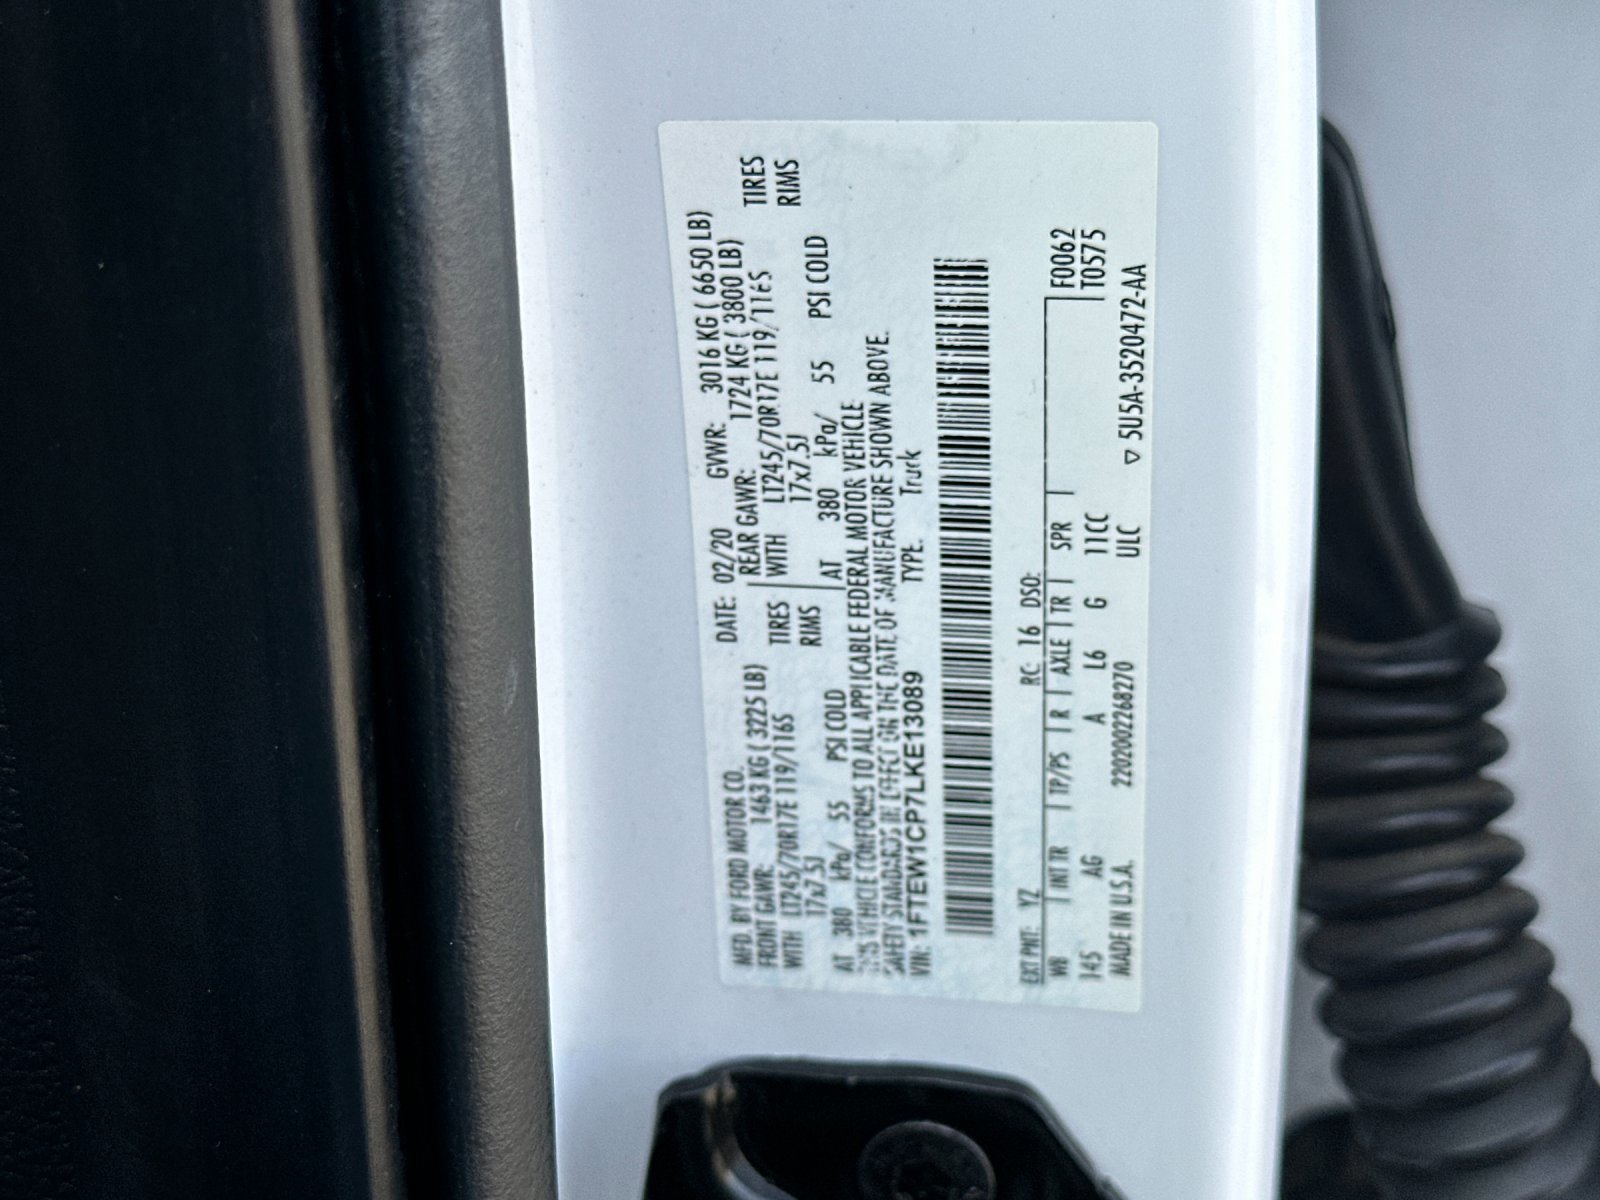 MFD. BY FORD MOTOR CO. DATE: 02/20 GVWR: 3016 KG ( 6650 LB)
FRONT GAWR: 1463 KG ( 3225 LB) REAR GAWR: 1724 KG ( 3800 LB)
WITH LT245/70R17E 119/116S TIRES WITH LT245/70R17E 119/116S TIRES
17x7.5J RIMS 17x7.5J RIMS
AT 380 kPa/ 55 PSI COLD AT 380 kPa/ 55 PSI COLD
THIS VEHICLE CONFORMS TO ALL APPLICABLE FEDERAL MOTOR VEHICLE
SAFETY STANDARDS IN EFFECT ON THE DATE OF MANUFACTURE SHOWN ABOVE.
VIN: 1FTEW1CP7LKE13089 TYPE: Truck
EXT PNT: YZ RC: 16 DSO: F0062
WB INT TR TP/PS R AXLE TR SPR T0575
145 AG A L6 G 11CC
MADE IN U.S.A. 2202002268270 ULC ▽ 5U5A-3520472-AA